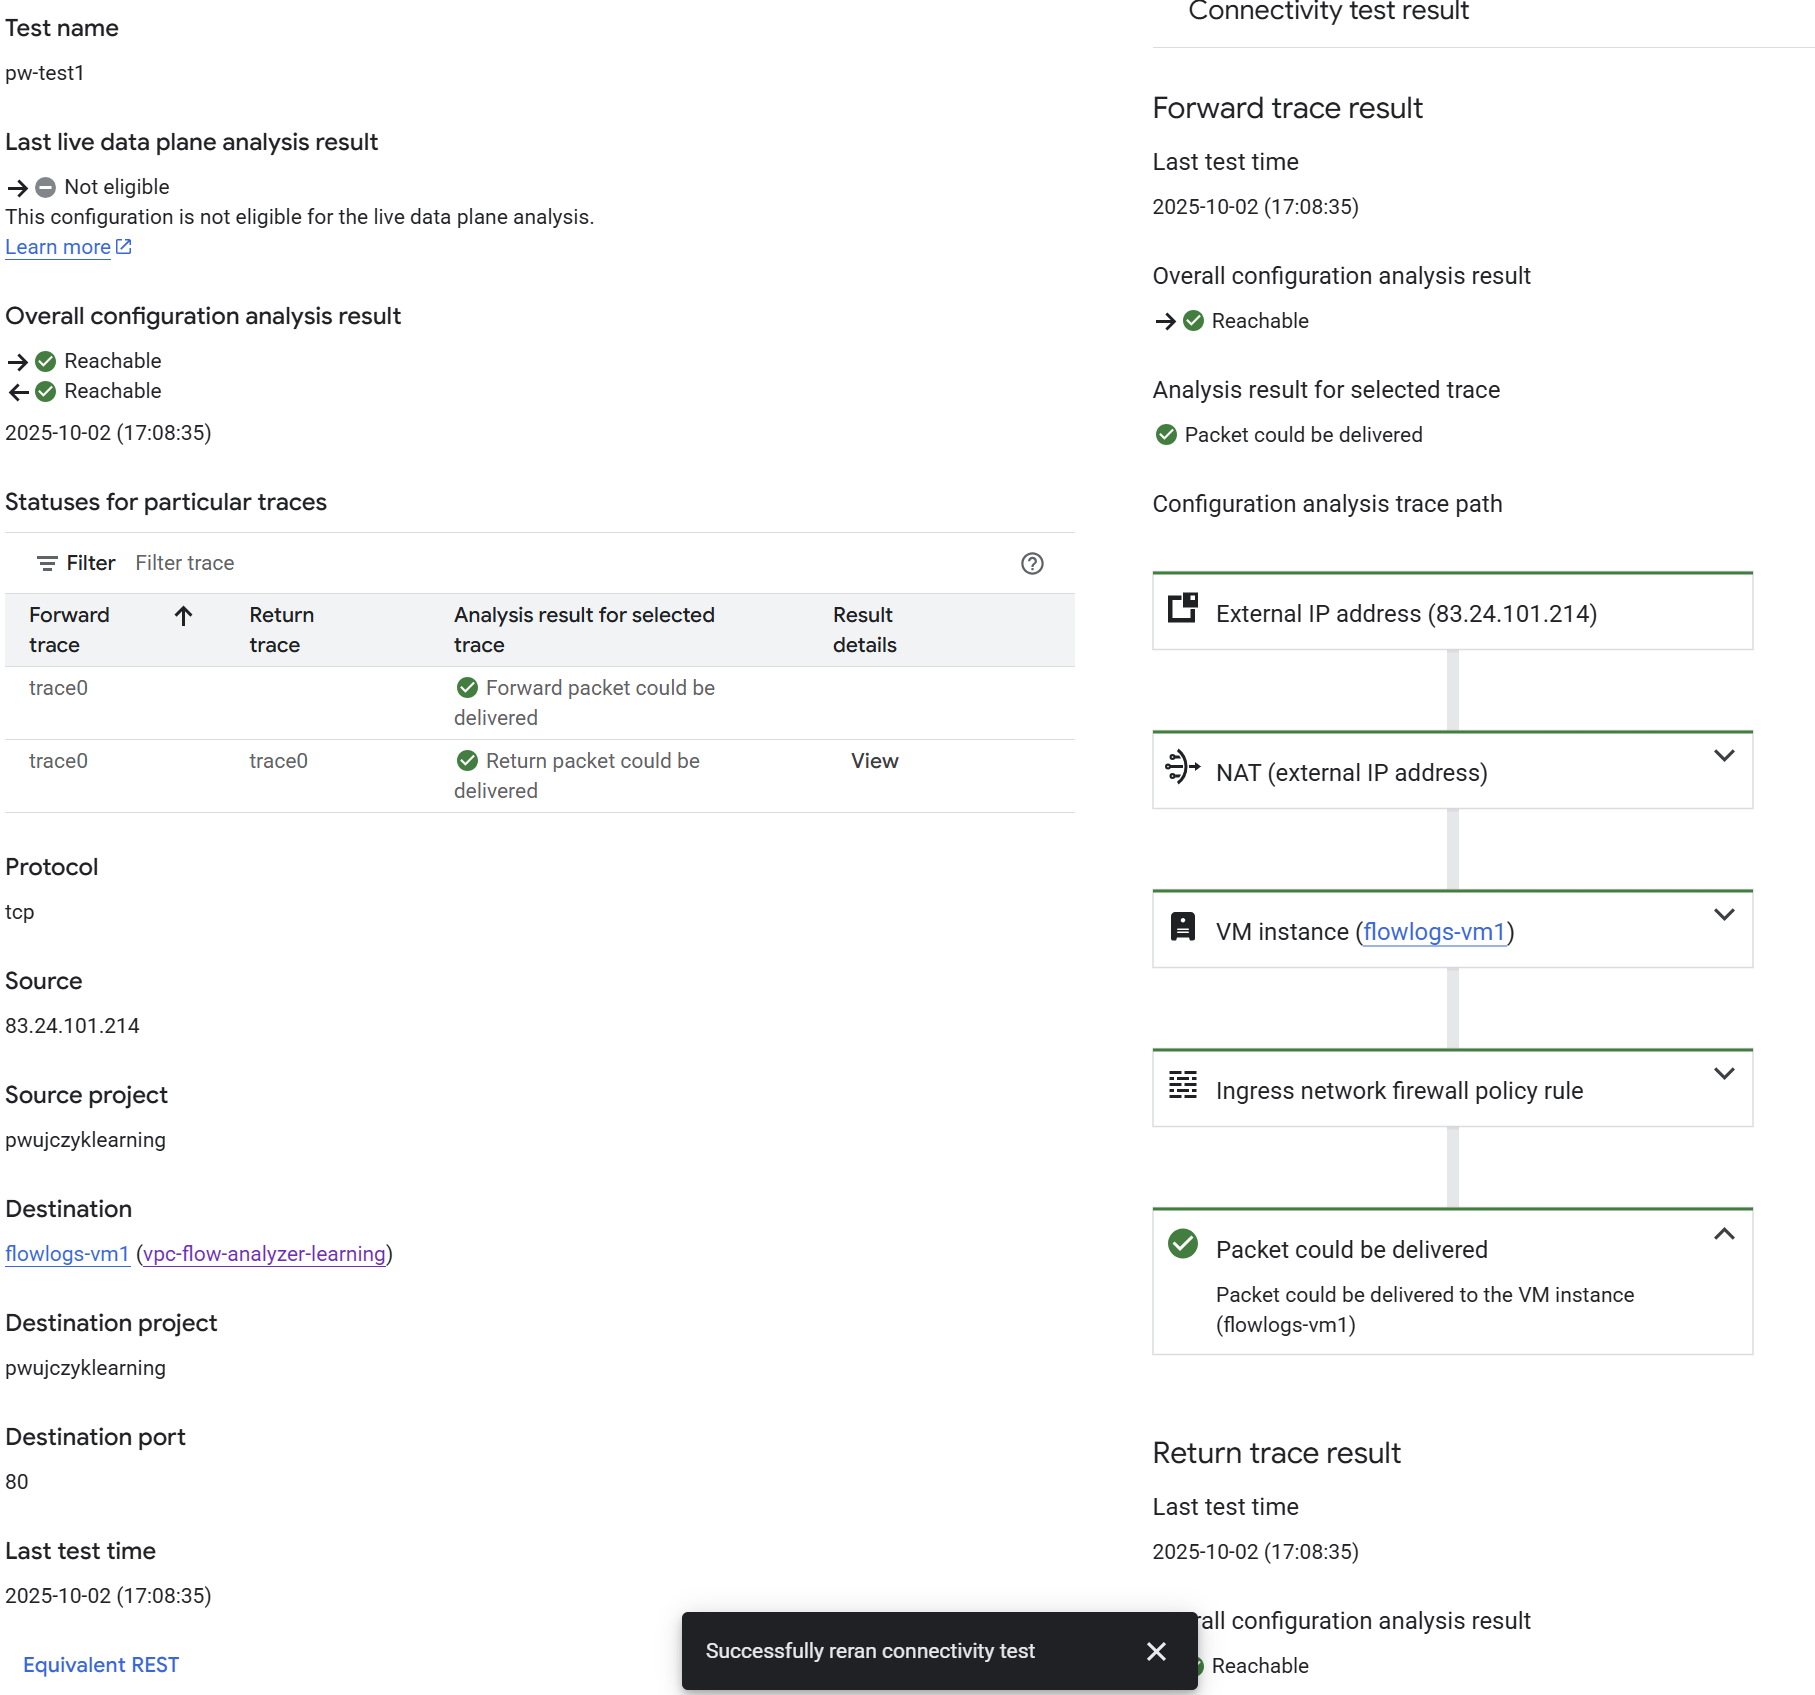 Test name
pw-test1
Last live data plane analysis result
Not eligible
This configuration is not eligible for the live data plane analysis.
Learn more
Overall configuration analysis result
Reachable
Reachable
2025-10-02 (17:08:35)
Statuses for particular traces
Filter Filter trace
Forward trace Return trace Analysis result for selected trace Result details
trace0 Forward packet could be delivered
trace0 trace0 Return packet could be delivered View
Protocol
tcp
Source
83.24.101.214
Source project
pwujczyklearning
Destination
flowlogs-vm1 (vpc-flow-analyzer-learning)
Destination project
pwujczyklearning
Destination port
80
Last test time
2025-10-02 (17:08:35)
Equivalent REST
Successfully reran connectivity test
Connectivity test result
Forward trace result
Last test time
2025-10-02 (17:08:35)
Overall configuration analysis result
Reachable
Analysis result for selected trace
Packet could be delivered
Configuration analysis trace path
External IP address (83.24.101.214)
NAT (external IP address)
VM instance (flowlogs-vm1)
Ingress network firewall policy rule
Packet could be delivered
Packet could be delivered to the VM instance
(flowlogs-vm1)
Return trace result
Last test time
2025-10-02 (17:08:35)
rall configuration analysis result
Reachable